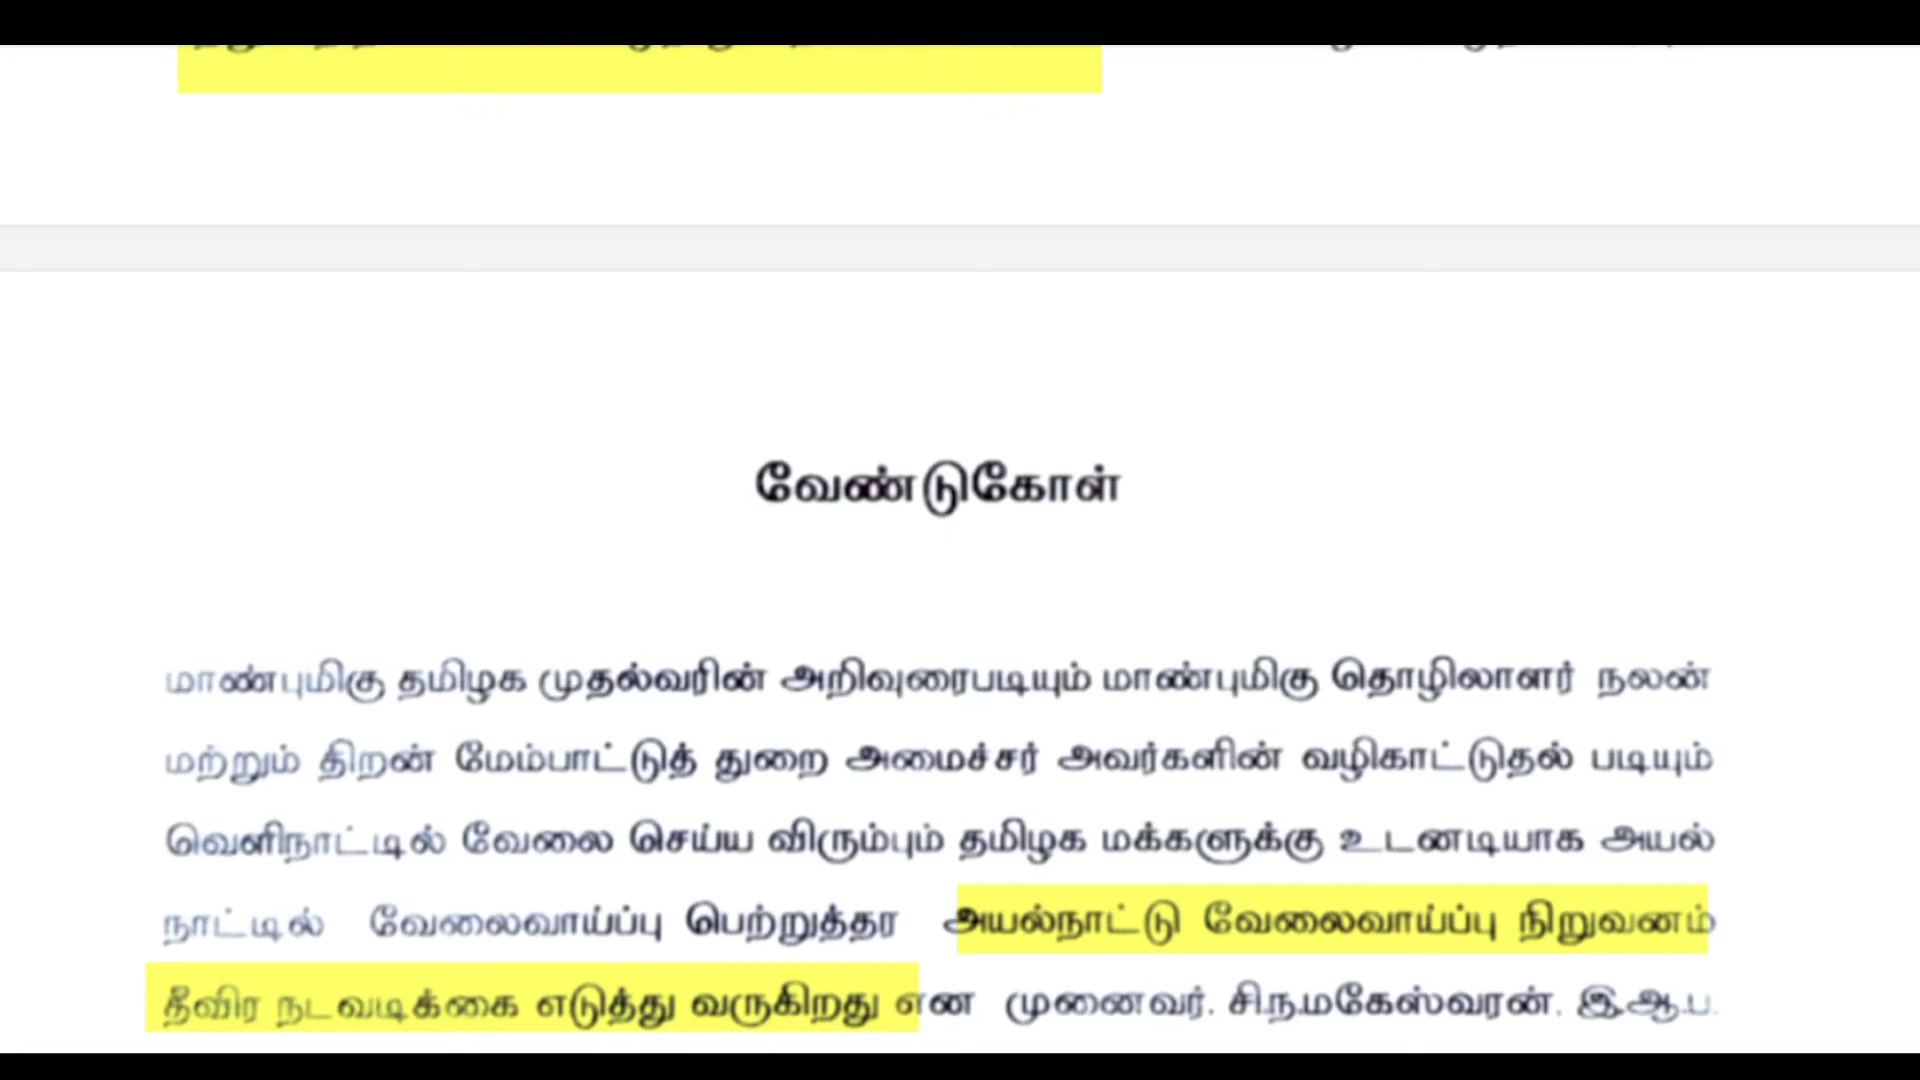 வேண்டுகோள்
மாண்புமிகு தமிழக முதல்வரின் அறிவுரைபடியும் மாண்புமிகு தொழிலாளர் நலன்
மற்றும் திறன் மேம்பாட்டுத் துறை அமைச்சர் அவர்களின் வழிகாட்டுதல் படியும்
வெளிநாட்டில் வேலை செய்ய விரும்பும் தமிழக மக்களுக்கு உடனடியாக அயல்
நாட்டில் வேலைவாய்ப்பு பெற்றுத்தர அயல்நாட்டு வேலைவாய்ப்பு நிறுவனம்
தீவிர நடவடிக்கை எடுத்து வருகிறது என முனைவர். சி.ந.மகேஸ்வரன், இ.ஆ.ப.